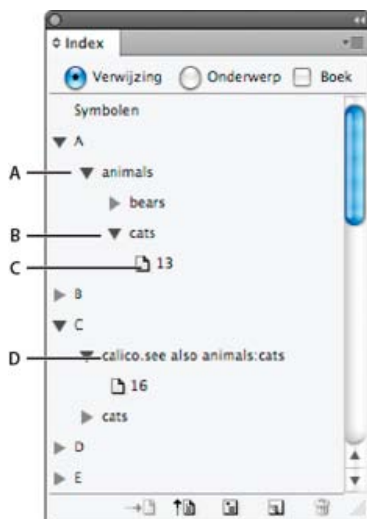 Index
Verwijzing Onderwerp Boek
Symbolen
A
A animals
bears
B cats
C 13
B
C
D calico.see also animals:cats
16
cats
D
E